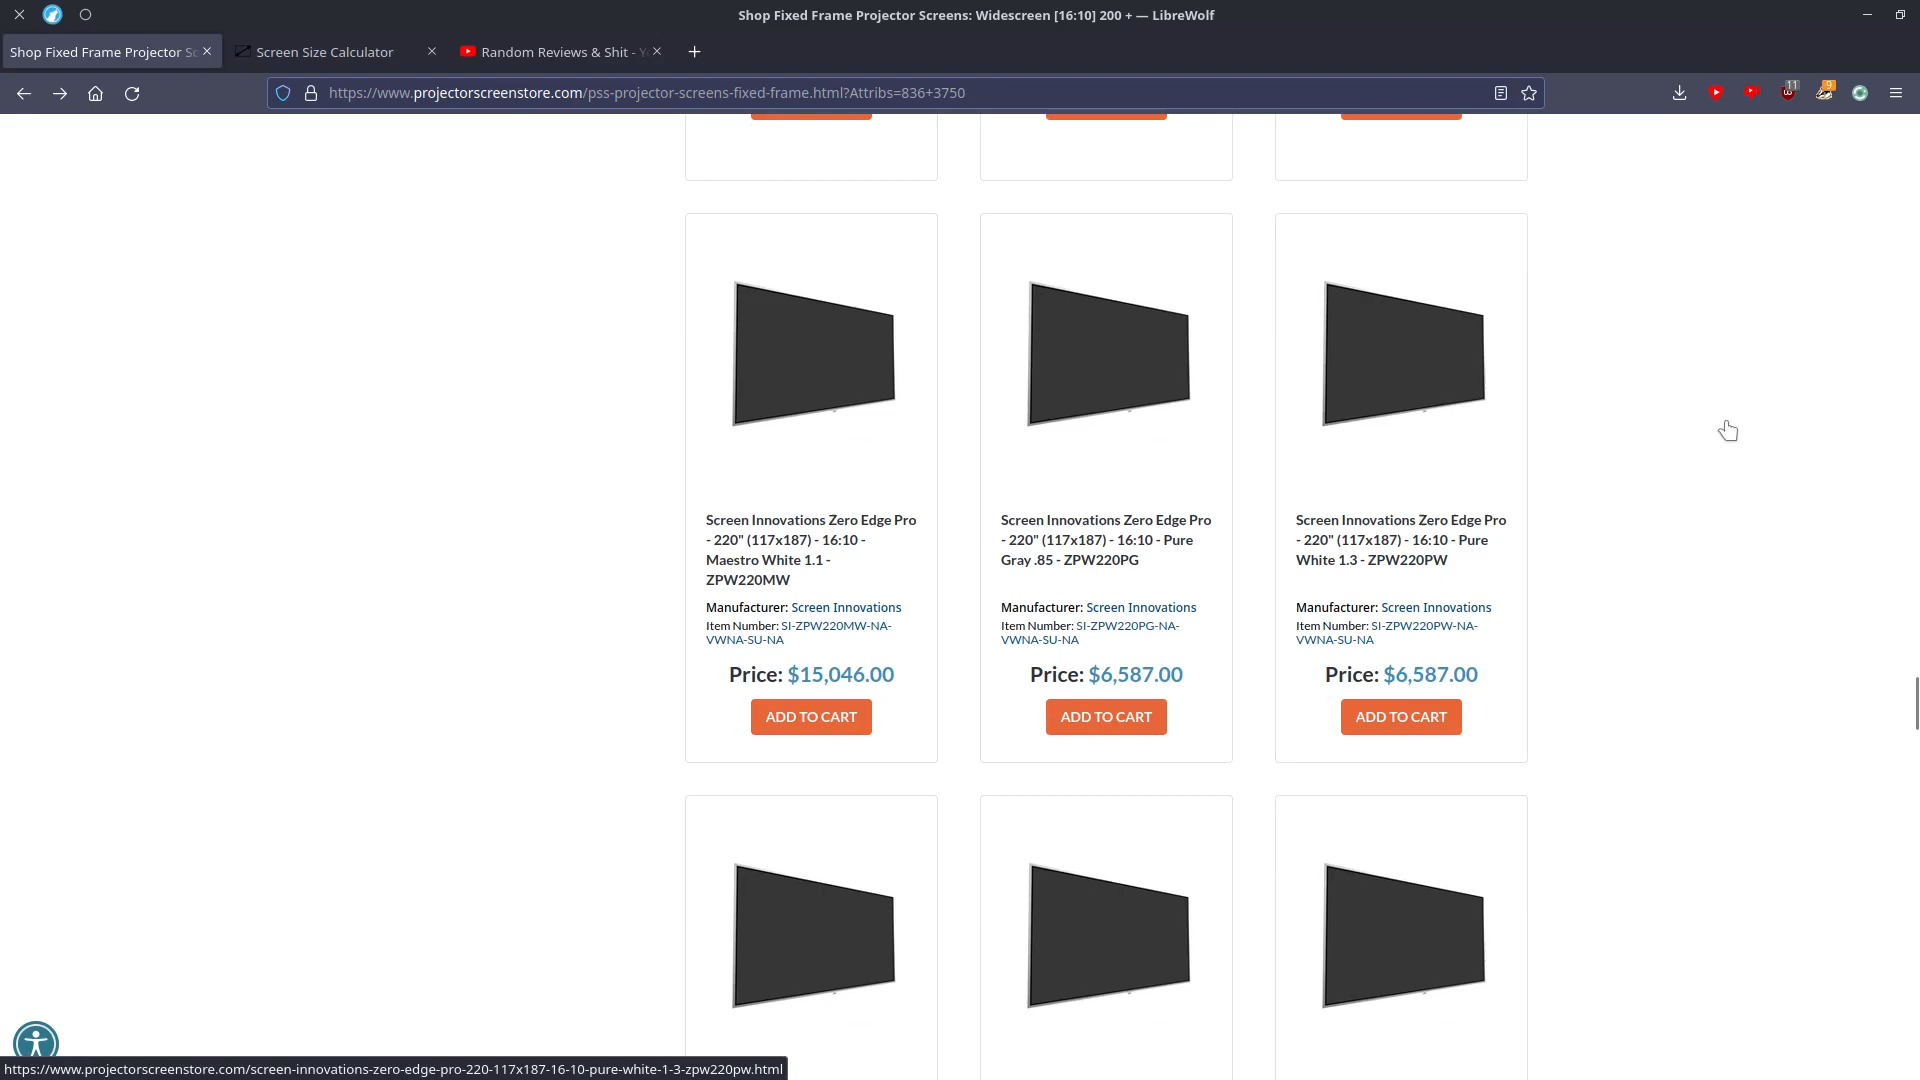 Shop Fixed Frame Projector Screens: Widescreen [16:10] 200 + — LibreWolf
Shop Fixed Frame Projector Sc
Screen Size Calculator
Random Reviews & Shit - Y
https://www.projectorscreenstore.com/pss-projector-screens-fixed-frame.html?Attribs=836+3750
11
9
Screen Innovations Zero Edge Pro
- 220" (117x187) - 16:10 -
Maestro White 1.1 -
ZPW220MW
Manufacturer: Screen Innovations
Item Number: SI-ZPW220MW-NA-
VWNA-SU-NA
Price: $15,046.00
ADD TO CART
Screen Innovations Zero Edge Pro
- 220" (117x187) - 16:10 - Pure
Gray .85 - ZPW220PG
Manufacturer: Screen Innovations
Item Number: SI-ZPW220PG-NA-
VWNA-SU-NA
Price: $6,587.00
ADD TO CART
Screen Innovations Zero Edge Pro
- 220" (117x187) - 16:10 - Pure
White 1.3 - ZPW220PW
Manufacturer: Screen Innovations
Item Number: SI-ZPW220PW-NA-
VWNA-SU-NA
Price: $6,587.00
ADD TO CART
https://www.projectorscreenstore.com/screen-innovations-zero-edge-pro-220-117x187-16-10-pure-white-1-3-zpw220pw.html